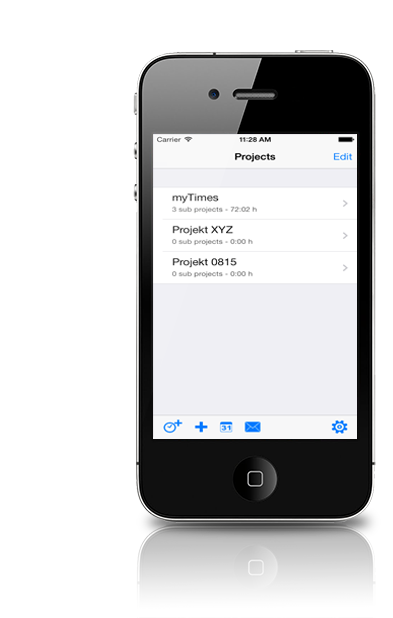 Carrier 11:28 AM
Projects Edit
myTimes
3 sub projects - 72:02 h
Projekt XYZ
0 sub projects - 0:00 h
Projekt 0815
0 sub projects - 0:00 h
31